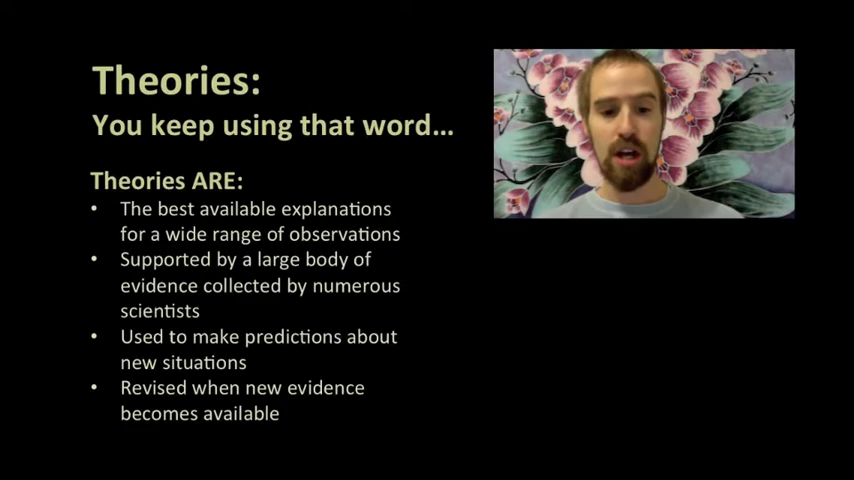 Theories:
You keep using that word…
Theories ARE:
• The best available explanations
for a wide range of observations
• Supported by a large body of
evidence collected by numerous
scientists
• Used to make predictions about
new situations
• Revised when new evidence
becomes available